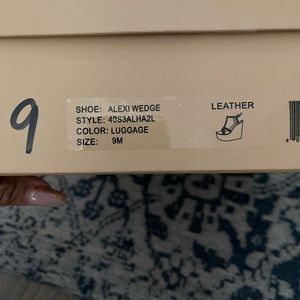 9
SHOE: ALEXI WEDGE
STYLE: 40S3ALHA2L
COLOR: LUGGAGE
SIZE: 9M
LEATHER